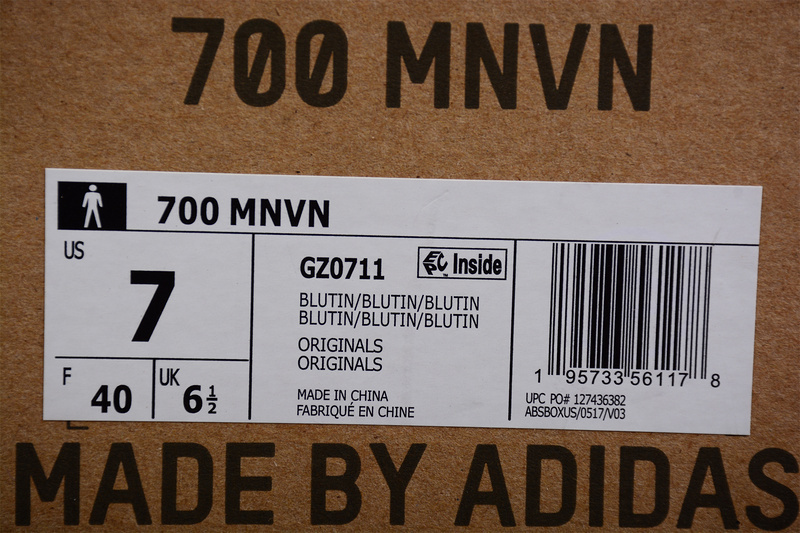 700 MNVN
700 MNVN
US
7
F 40
UK 6½
GZ0711
Inside
BLUTIN/BLUTIN/BLUTIN
BLUTIN/BLUTIN/BLUTIN
ORIGINALS
ORIGINALS
MADE IN CHINA
FABRIQUÉ EN CHINE
1 95733 56117 8
UPC PO# 127436382
ABSBOXUS/0517/V03
MADE BY ADIDAS